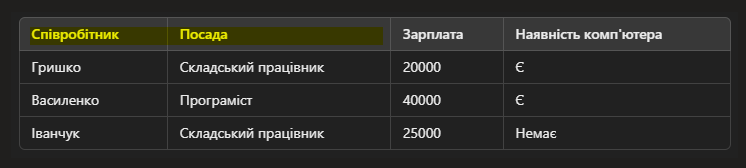 Співробітник Посада Зарплата Наявність комп'ютера
Гришко Складський працівник 20000 Є
Василенко Програміст 40000 Є
Іванчук Складський працівник 25000 Немає